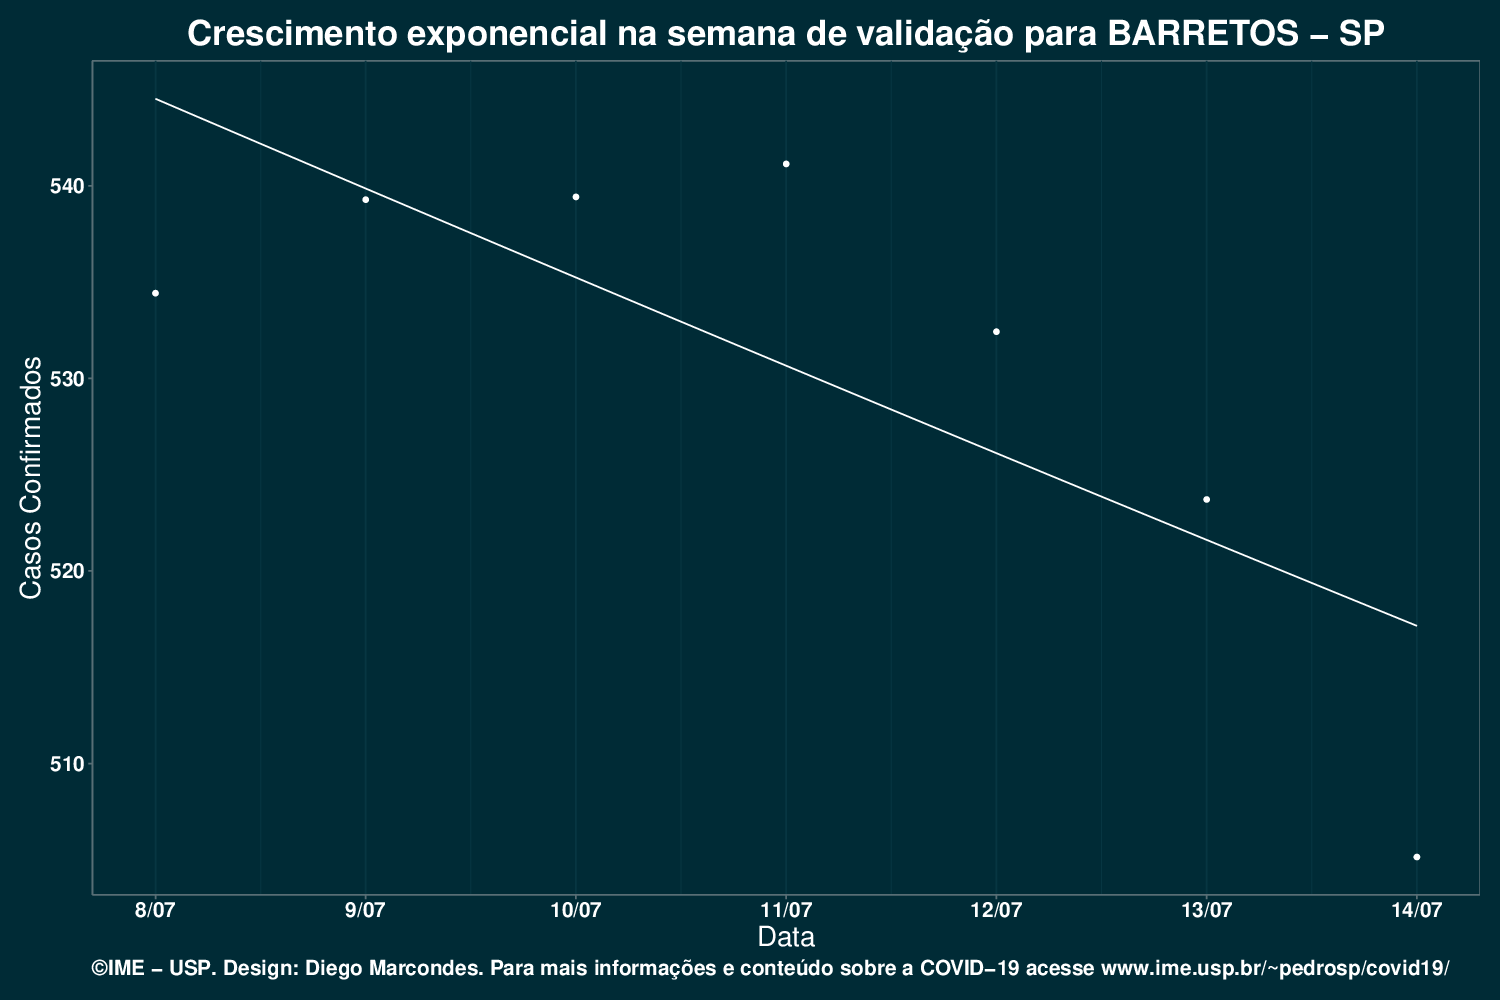 Crescimento exponencial na semana de validação para BARRETOS – SP
Casos Confirmados
540
530
520
510
8/07 9/07 10/07 11/07 12/07 13/07 14/07
Data
©IME – USP. Design: Diego Marcondes. Para mais informações e conteúdo sobre a COVID–19 acesse www.ime.usp.br/~pedrosp/covid19/